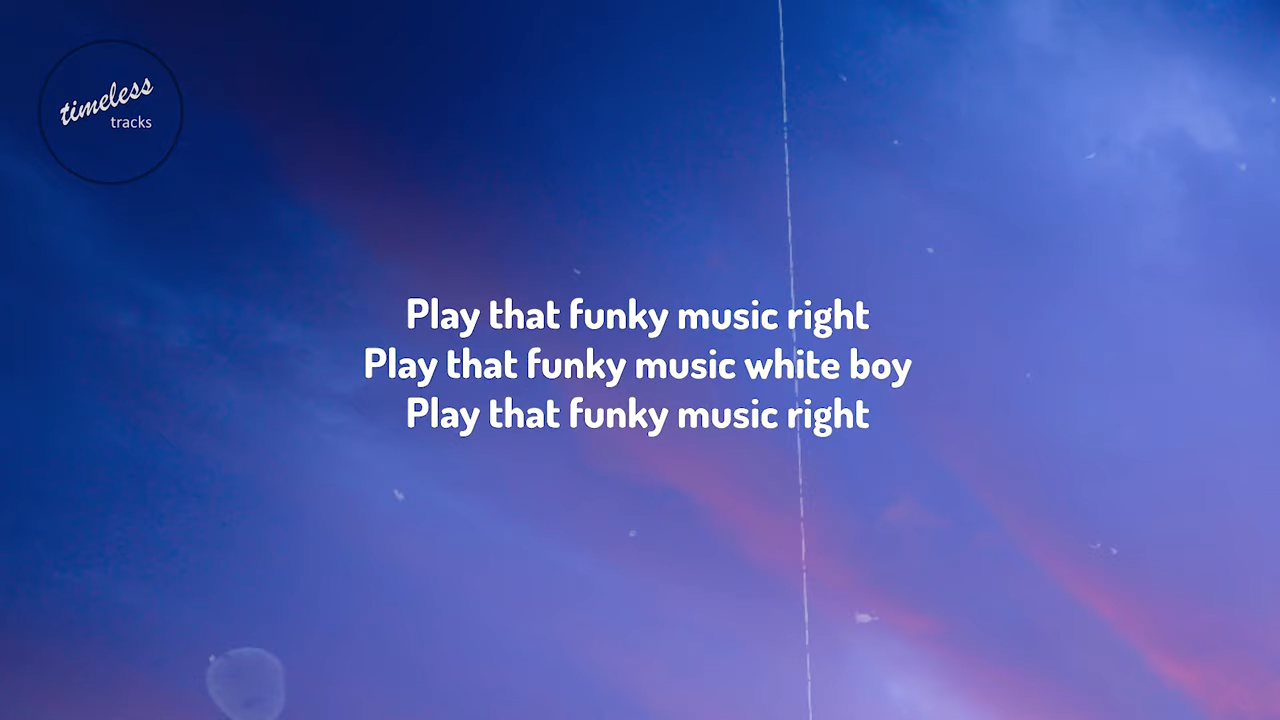 timeless
tracks
Play that funky music right
Play that funky music white boy
Play that funky music right